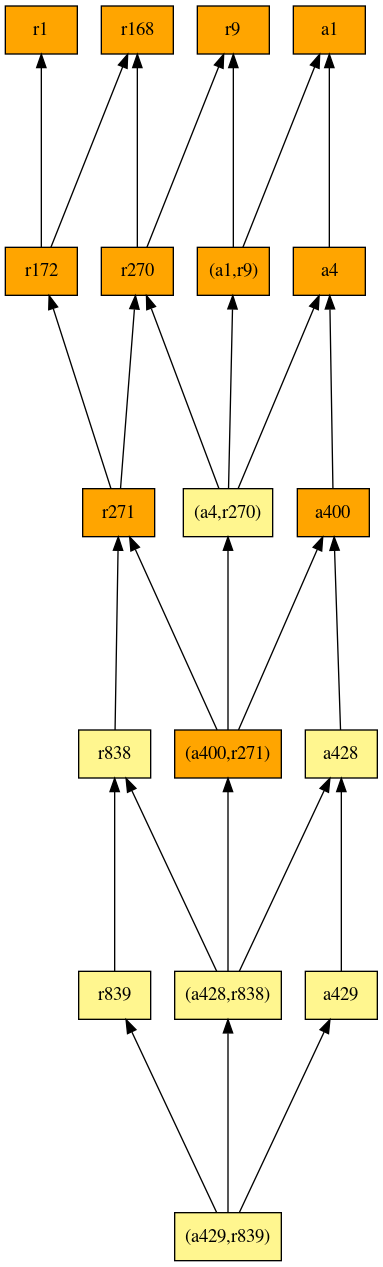 r1
r168
r9
a1
r172
r270
(a1,r9)
a4
r271
(a4,r270)
a400
r838
(a400,r271)
a428
r839
(a428,r838)
a429
(a429,r839)